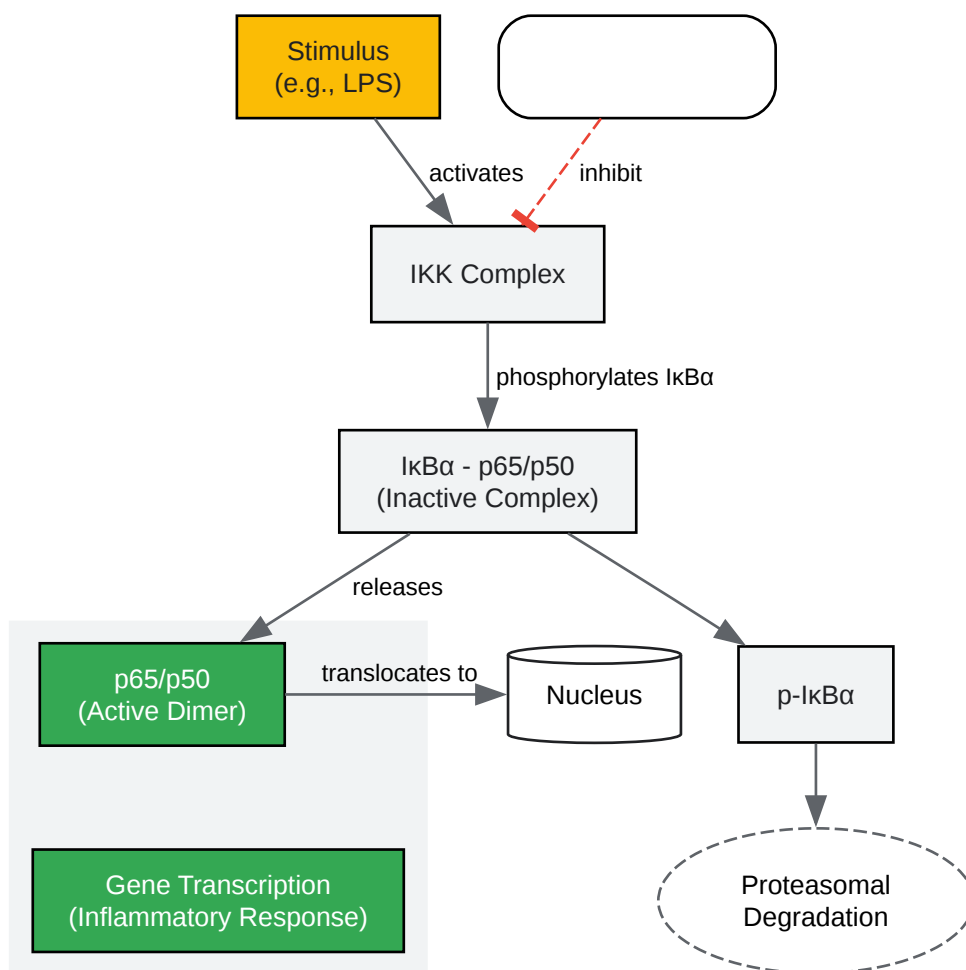 Stimulus
(e.g., LPS)
activates
inhibit
IKK Complex
phosphorylates IκBα
IκBα - p65/p50
(Inactive Complex)
releases
p65/p50
(Active Dimer)
translocates to
Nucleus
p-IκBα
Gene Transcription
(Inflammatory Response)
Proteasomal
Degradation